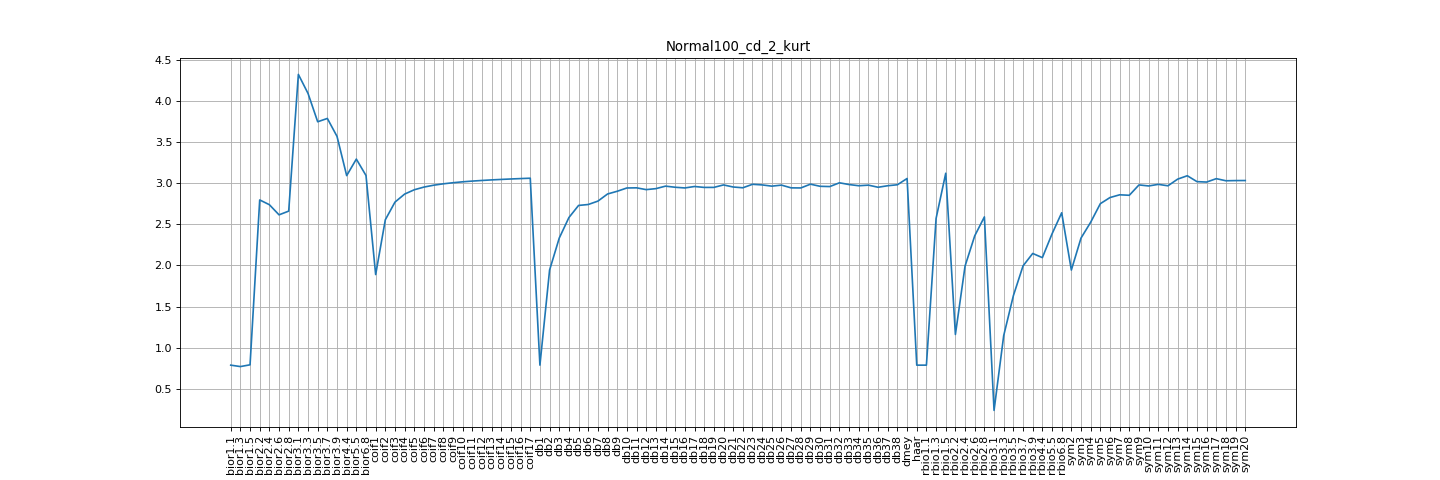 Normal100_cd_2_kurt
4.5
4.0
3.5
3.0
2.5
2.0
1.5
1.0
0.5
bior1.1
bior1.3
bior1.5
bior2.2
bior2.4
bior2.6
bior2.8
bior3.1
bior3.3
bior3.5
bior3.7
bior3.9
bior4.4
bior5.5
bior6.8
coif1
coif2
coif3
coif4
coif5
coif6
coif7
coif8
coif9
coif10
coif11
coif12
coif13
coif14
coif15
coif16
coif17
db1
db2
db3
db4
db5
db6
db7
db8
db9
db10
db11
db12
db13
db14
db15
db16
db17
db18
db19
db20
db21
db22
db23
db24
db25
db26
db27
db28
db29
db30
db31
db32
db33
db34
db35
db36
db37
db38
dmey
haar
rbio1.1
rbio1.3
rbio1.5
rbio2.2
rbio2.4
rbio2.6
rbio2.8
rbio3.1
rbio3.3
rbio3.5
rbio3.7
rbio3.9
rbio4.4
rbio5.5
rbio6.8
sym2
sym3
sym4
sym5
sym6
sym7
sym8
sym9
sym10
sym11
sym12
sym13
sym14
sym15
sym16
sym17
sym18
sym19
sym20